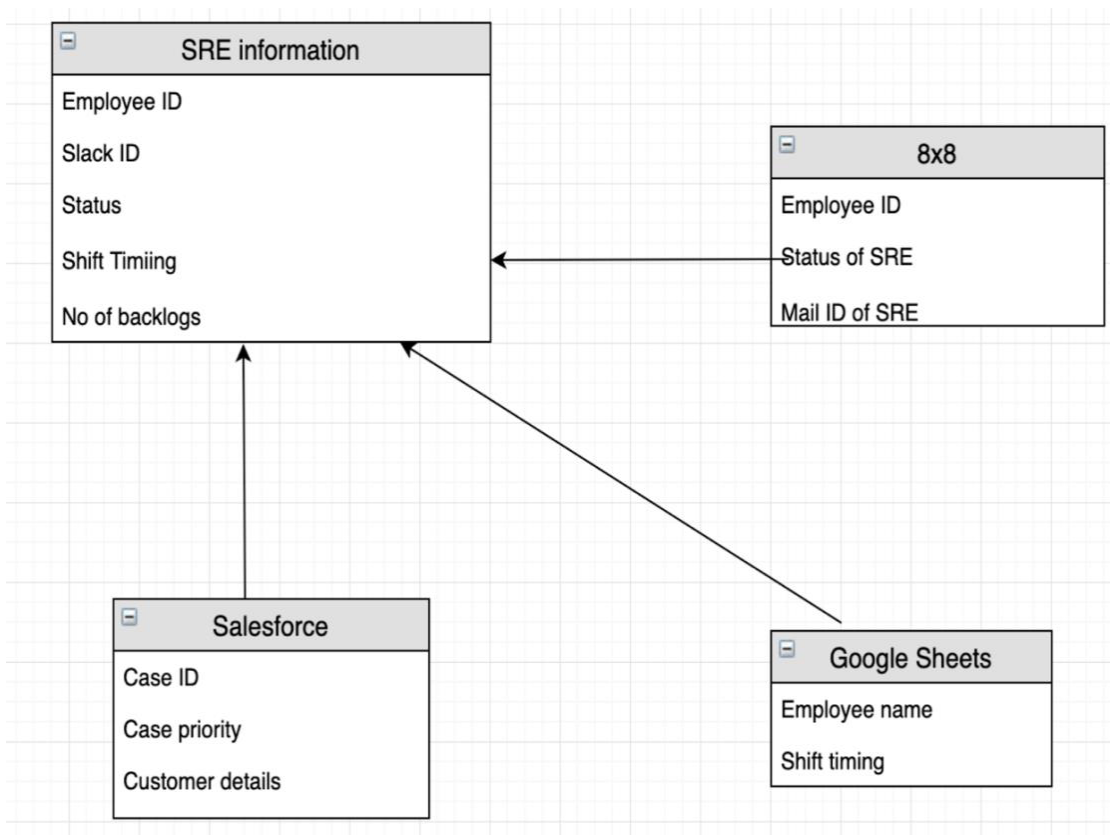 SRE information
Employee ID
Slack ID
Status
Shift Timiing
No of backlogs
8x8
Employee ID
Status of SRE
Mail ID of SRE
Salesforce
Case ID
Case priority
Customer details
Google Sheets
Employee name
Shift timing